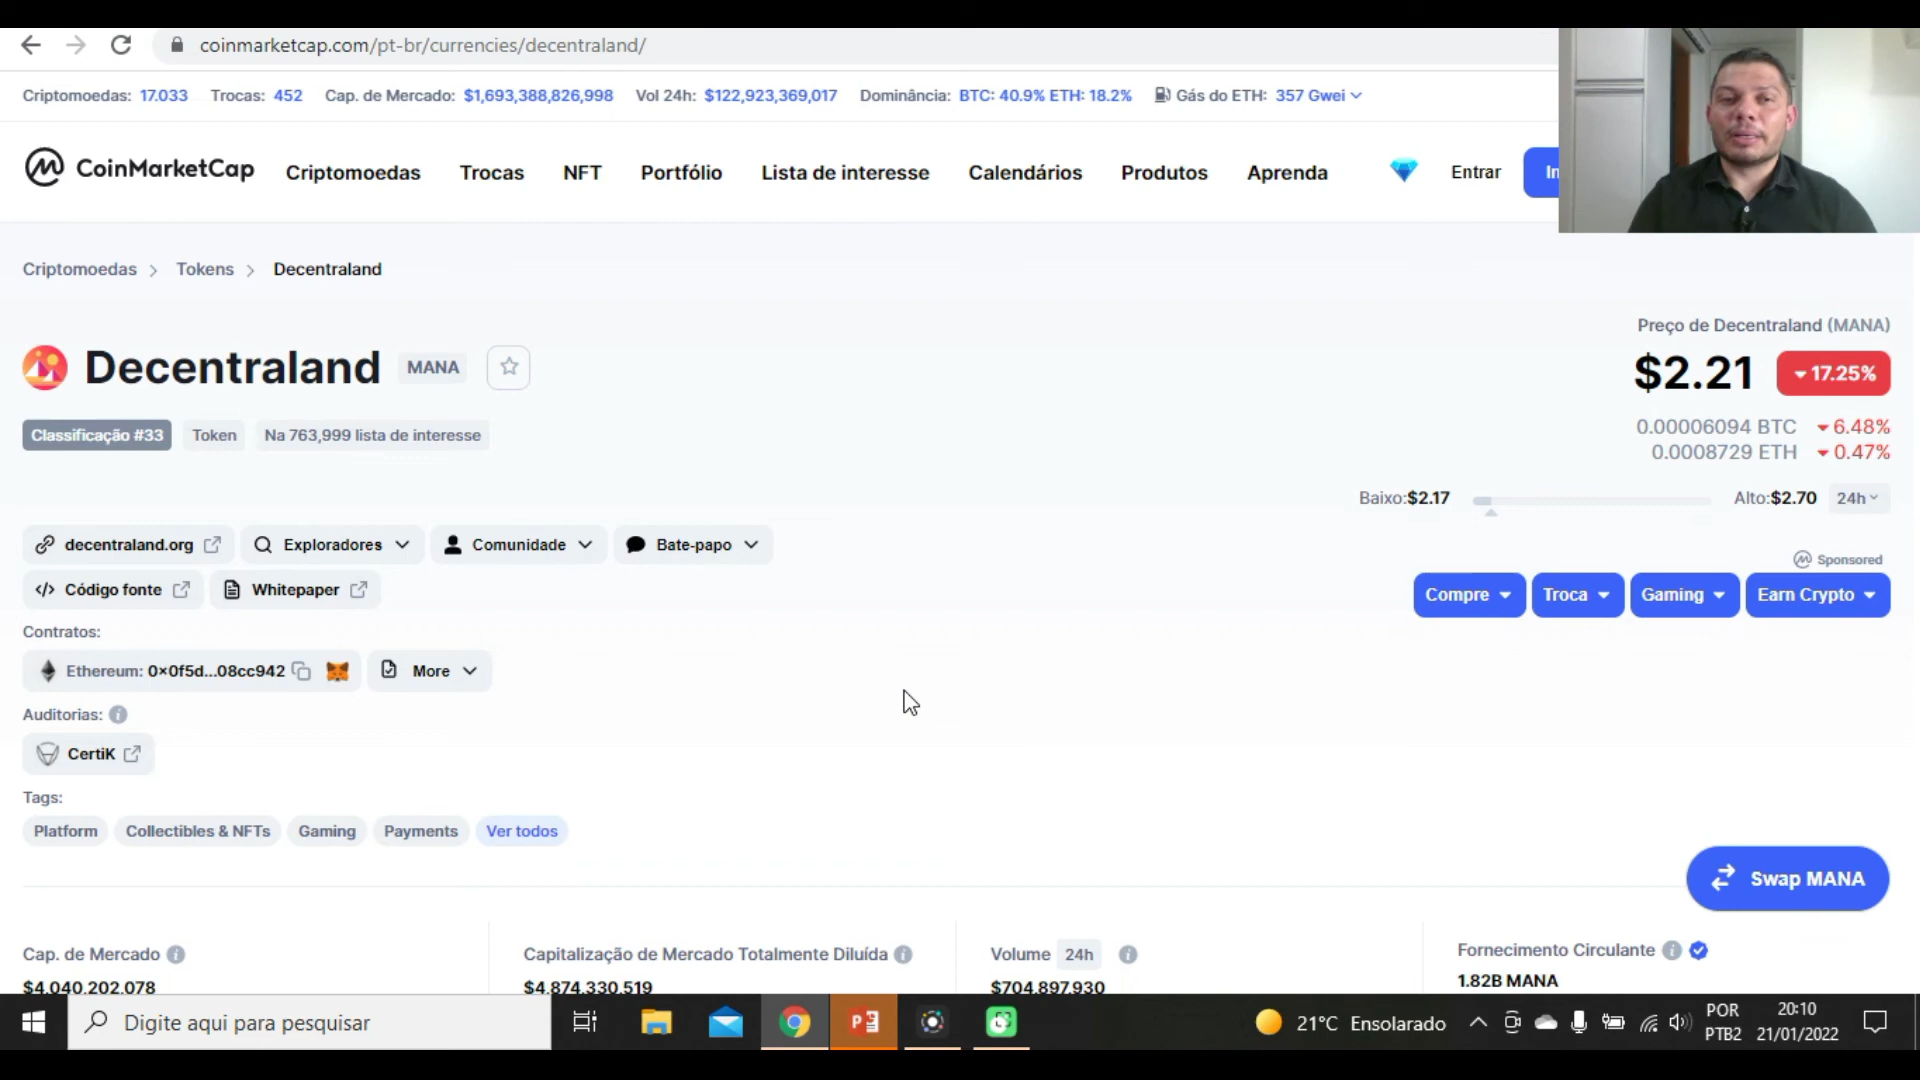 coinmarketcap.com/pt-br/currencies/decentraland/
Criptomoedas: 17.033 Trocas: 452 Cap. de Mercado: $1,693,388,826,998 Vol 24h: $122,923,369,017 Dominância: BTC: 40.9% ETH: 18.2% Gás do ETH: 357 Gwei
CoinMarketCap Criptomoedas Trocas NFT Portfólio Lista de interesse Calendários Produtos Aprenda Entrar
Criptomoedas > Tokens > Decentraland
Preço de Decentraland (MANA)
Decentraland MANA $2.21 17.25%
Classificação #33 Token Na 763,999 lista de interesse
0.00006094 BTC 6.48%
0.0008729 ETH 0.47%
Baixo:$2.17 Alto:$2.70 24h
decentraland.org Exploradores Comunidade Bate-papo
Sponsored
Código fonte Whitepaper
Compre Troca Gaming Earn Crypto
Contratos:
Ethereum: 0x0f5d...08cc942 More
Auditorias:
CertiK
Tags:
Platform Collectibles & NFTs Gaming Payments Ver todos
Swap MANA
Cap. de Mercado Capitalização de Mercado Totalmente Diluída Volume 24h Fornecimento Circulante
$4,040,202,078 $4,874,330,519 $704,897,930 1.82B MANA
Digite aqui para pesquisar 21°C Ensolarado
POR
PTB2
20:10
21/01/2022